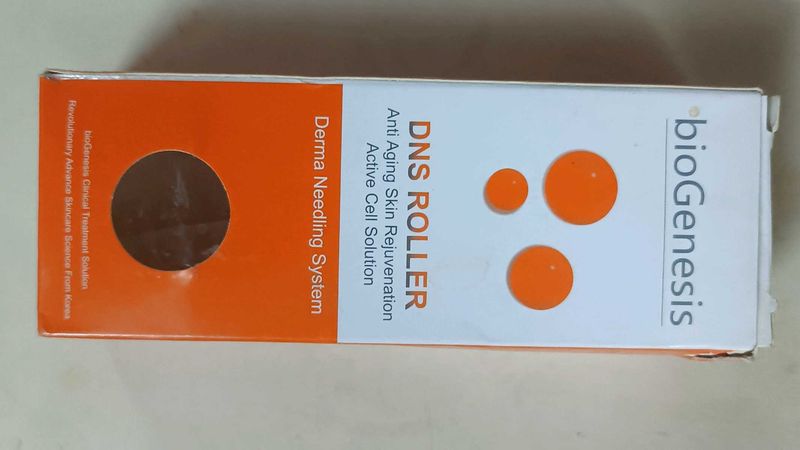 bioGenesis
DNS ROLLER
Anti Aging Skin Rejuvenation
Active Cell Solution
Derma Needling System
bioGenesis Clinical Treatment Solution
Revolutionary Advance Skincare Science From Korea